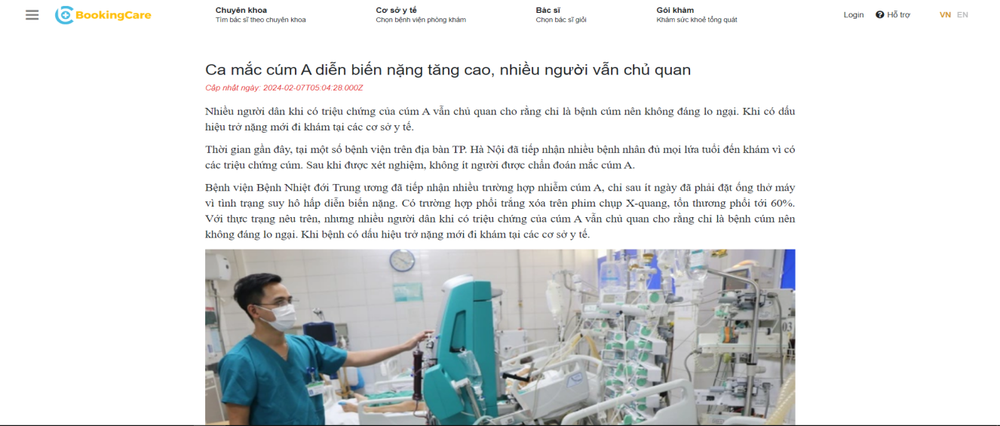 BookingCare
Chuyên khoa
Tìm bác sĩ theo chuyên khoa
Cơ sở y tế
Chọn bệnh viện phòng khám
Bác sĩ
Chọn bác sĩ giỏi
Gói khám
Khám sức khoẻ tổng quát
Login
Hỗ trợ
VN EN
Ca mắc cúm A diễn biến nặng tăng cao, nhiều người vẫn chủ quan
Cập nhật ngày: 2024-02-07T05:04:28.000Z
Nhiều người dân khi có triệu chứng của cúm A vẫn chủ quan cho rằng chỉ là bệnh cúm nên không đáng lo ngại. Khi có dấu
hiệu trở nặng mới đi khám tại các cơ sở y tế.
Thời gian gần đây, tại một số bệnh viện trên địa bàn TP. Hà Nội đã tiếp nhận nhiều bệnh nhân đủ mọi lứa tuổi đến khám vì có
các triệu chứng cúm. Sau khi được xét nghiệm, không ít người được chẩn đoán mắc cúm A.
Bệnh viện Bệnh Nhiệt đới Trung ương đã tiếp nhận nhiều trường hợp nhiễm cúm A, chỉ sau ít ngày đã phải đặt ống thở máy
vì tình trạng suy hô hấp diễn biến nặng. Có trường hợp phổi trắng xóa trên phim chụp X-quang, tổn thương phổi tới 60%.
Với thực trạng nêu trên, nhưng nhiều người dân khi có triệu chứng của cúm A vẫn chủ quan cho rằng chỉ là bệnh cúm nên
không đáng lo ngại. Khi bệnh có dấu hiệu trở nặng mới đi khám tại các cơ sở y tế.
03